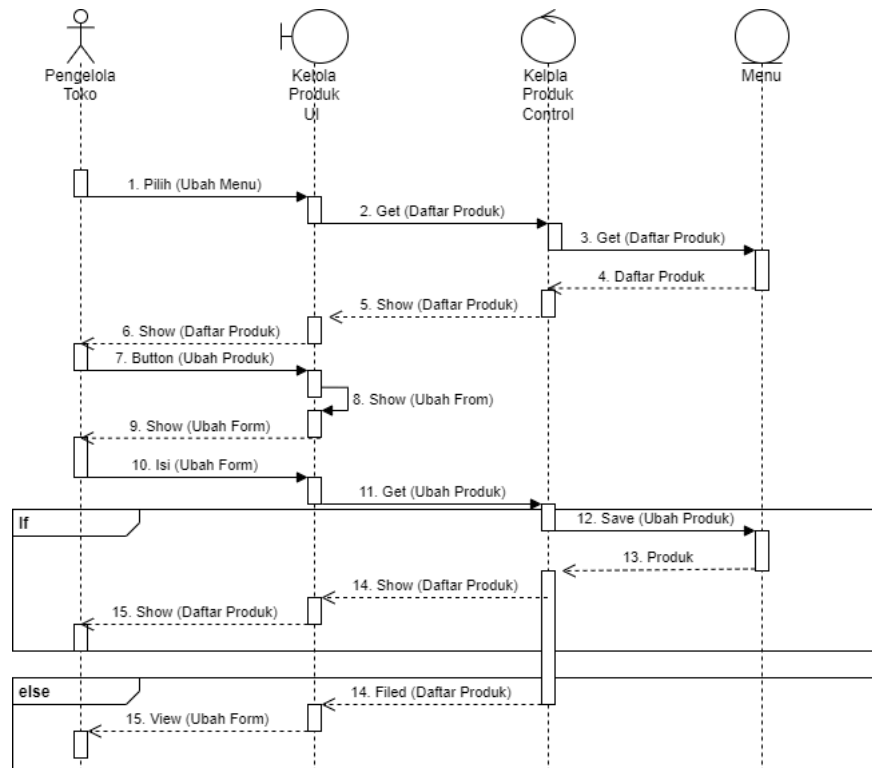 Pengelola
Toko
Kelola
Produk
UI
Kelola
Produk
Control
Menu
1. Pilih (Ubah Menu)
2. Get (Daftar Produk)
3. Get (Daftar Produk)
4. Daftar Produk
5. Show (Daftar Produk)
6. Show (Daftar Produk)
7. Button (Ubah Produk)
8. Show (Ubah From)
9. Show (Ubah Form)
10. Isi (Ubah Form)
11. Get (Ubah Produk)
If
12. Save (Ubah Produk)
13. Produk
14. Show (Daftar Produk)
15. Show (Daftar Produk)
else
14. Filed (Daftar Produk)
15. View (Ubah Form)